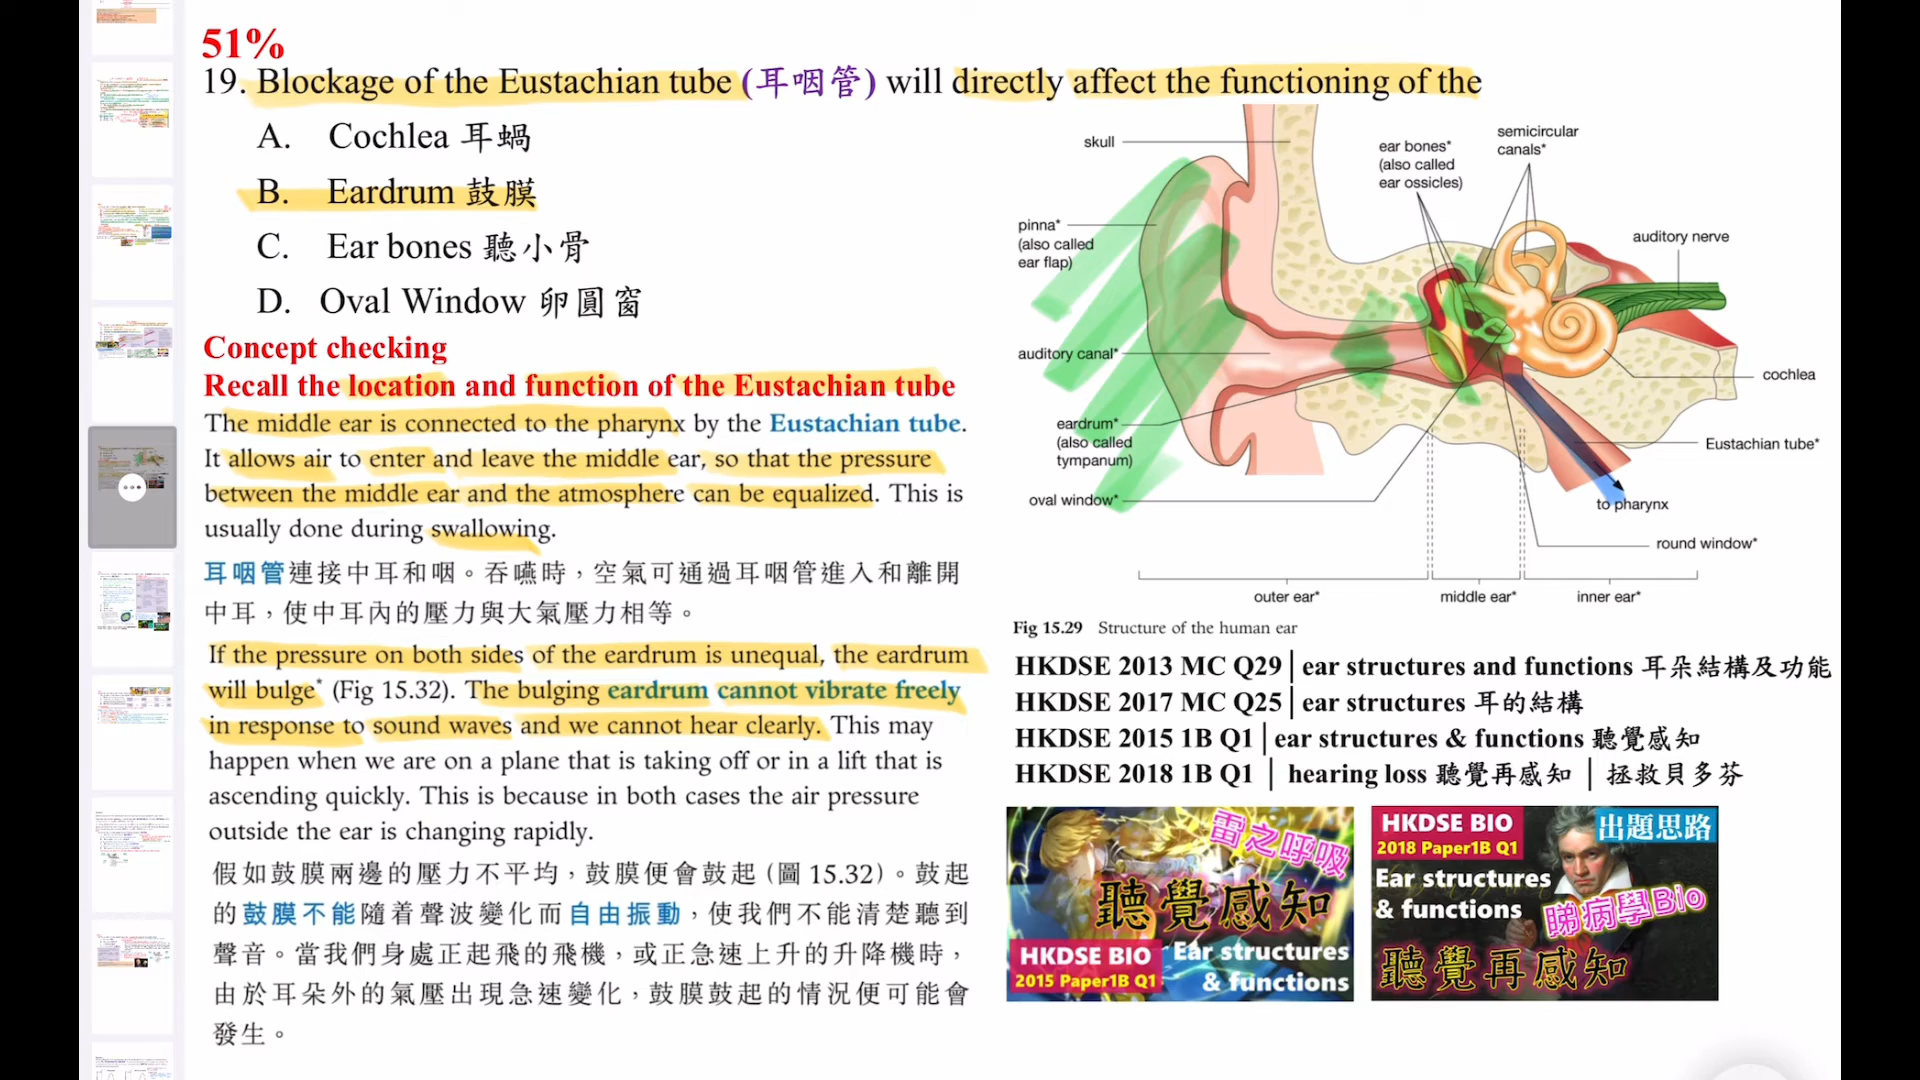 51%
19. Blockage of the Eustachian tube (耳咽管) will directly affect the functioning of the
A. Cochlea 耳蝸
B. Eardrum 鼓膜
C. Ear bones 聽小骨
D. Oval Window 卵圓窗
Concept checking
Recall the location and function of the Eustachian tube
The middle ear is connected to the pharynx by the Eustachian tube.
It allows air to enter and leave the middle ear, so that the pressure
between the middle ear and the atmosphere can be equalized. This is
usually done during swallowing.
耳咽管連接中耳和咽。吞嚥時，空氣可通過耳咽管進入和離開
中耳，使中耳內的壓力與大氣壓力相等。
If the pressure on both sides of the eardrum is unequal, the eardrum
will bulge* (Fig 15.32). The bulging eardrum cannot vibrate freely
in response to sound waves and we cannot hear clearly. This may
happen when we are on a plane that is taking off or in a lift that is
ascending quickly. This is because in both cases the air pressure
outside the ear is changing rapidly.
假如鼓膜兩邊的壓力不平均，鼓膜便會鼓起 (圖 15.32)。鼓起
的鼓膜不能隨着聲波變化而自由振動，使我們不能清楚聽到
聲音。當我們身處正起飛的飛機，或正急速上升的升降機時，
由於耳朵外的氣壓出現急速變化，鼓膜鼓起的情況便可能會
發生。
skull
ear bones*
(also called
ear ossicles)
semicircular
canals*
pinna*
(also called
ear flap)
auditory nerve
auditory canal*
cochlea
eardrum*
(also called
tympanum)
Eustachian tube*
oval window*
to pharynx
round window*
outer ear*
middle ear*
inner ear*
Fig 15.29 Structure of the human ear
HKDSE 2013 MC Q29│ear structures and functions 耳朵結構及功能
HKDSE 2017 MC Q25│ear structures 耳的結構
HKDSE 2015 1B Q1│ear structures & functions 聽覺感知
HKDSE 2018 1B Q1 │ hearing loss 聽覺再感知 │ 拯救貝多芬
雷之呼吸
聽覺感知
HKDSE BIO
2015 Paper1B Q1
Ear structures
& functions
HKDSE BIO
2018 Paper1B Q1
出題思路
Ear structures
& functions
睇病學Bio
聽覺再感知